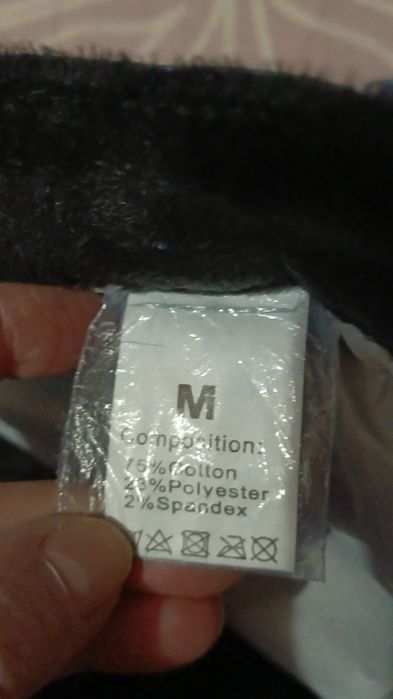 M
Composition:
75%Cotton
23%Polyester
2%Spandex